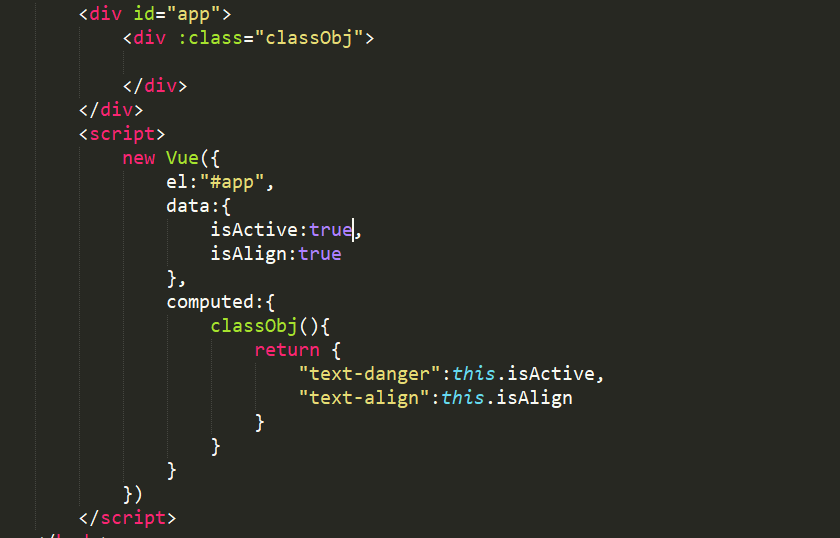 <div id="app">
<div :class="classObj">
</div>
</div>
<script>
new Vue({
el:"#app",
data:{
isActive:true,
isAlign:true
},
computed:{
classObj(){
return {
"text-danger":this.isActive,
"text-align":this.isAlign
}
}
}
})
</script>